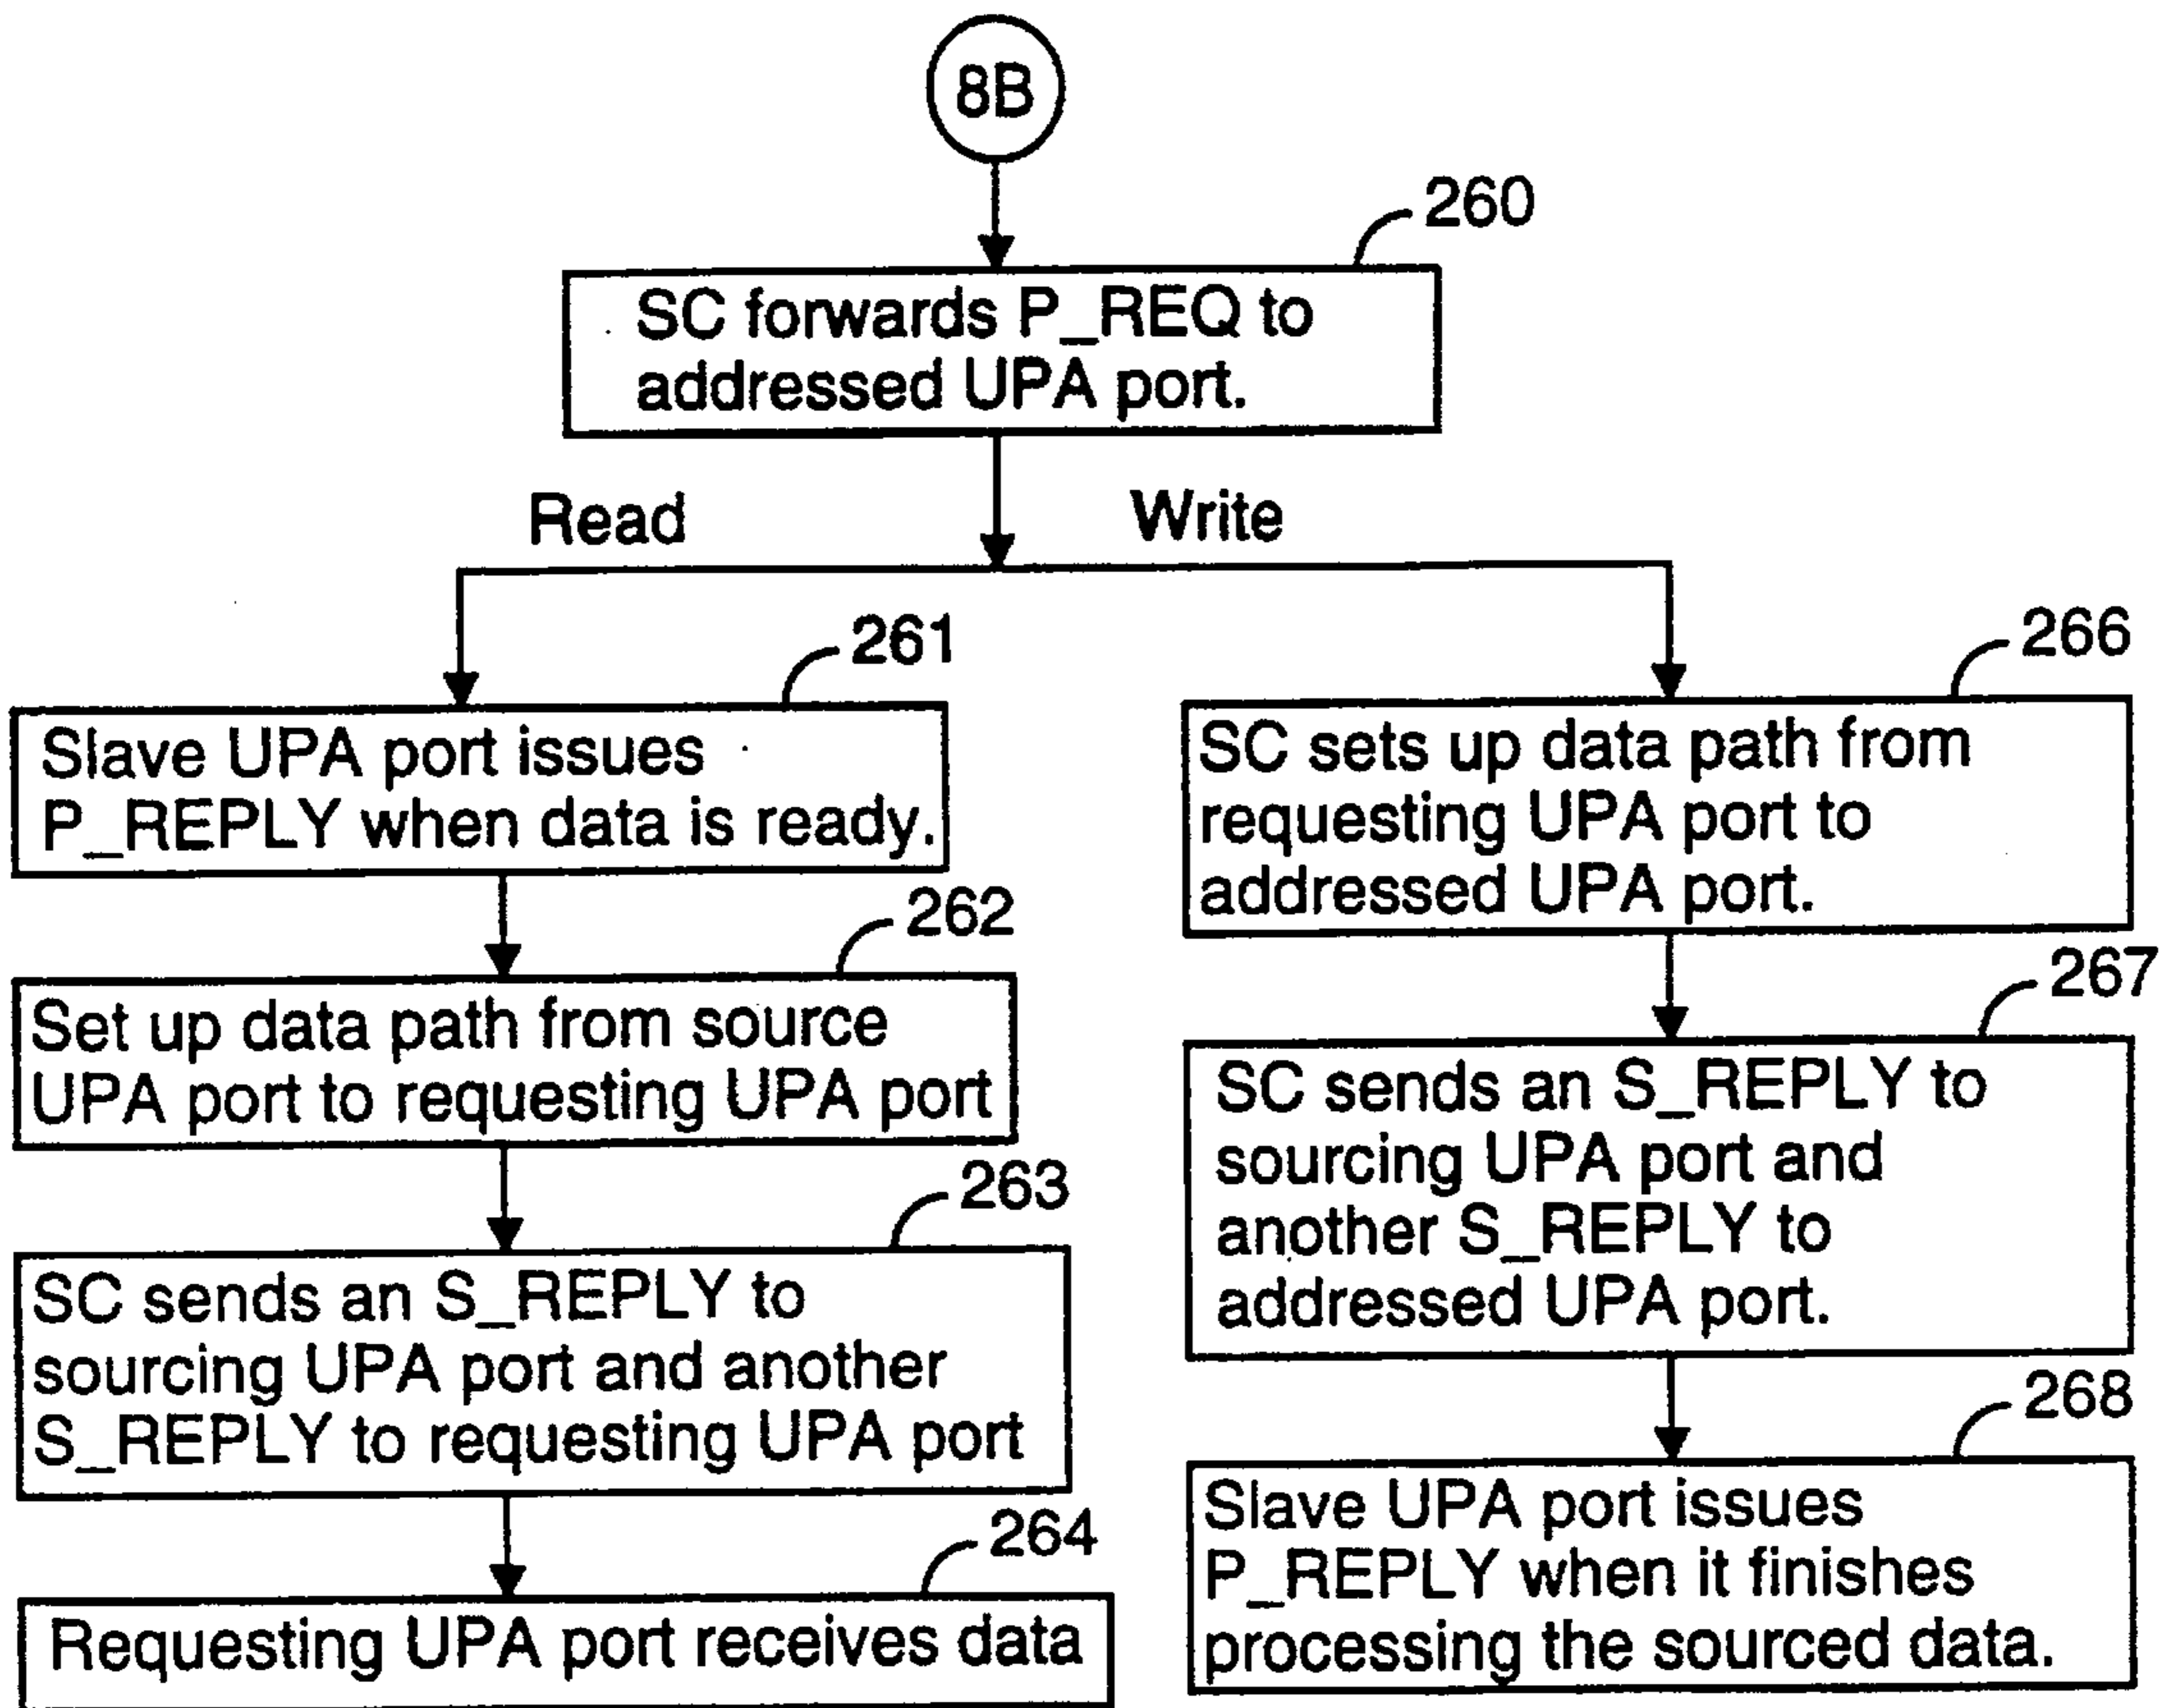 8B
260
SC forwards P_REQ to
addressed UPA port.
Read
Write
261
Slave UPA port issues
P_REPLY when data is ready.
262
Set up data path from source
UPA port to requesting UPA port
263
SC sends an S_REPLY to
sourcing UPA port and another
S_REPLY to requesting UPA port
264
Requesting UPA port receives data
266
SC sets up data path from
requesting UPA port to
addressed UPA port.
267
SC sends an S_REPLY to
sourcing UPA port and
another S_REPLY to
addressed UPA port.
268
Slave UPA port issues
P_REPLY when it finishes
processing the sourced data.